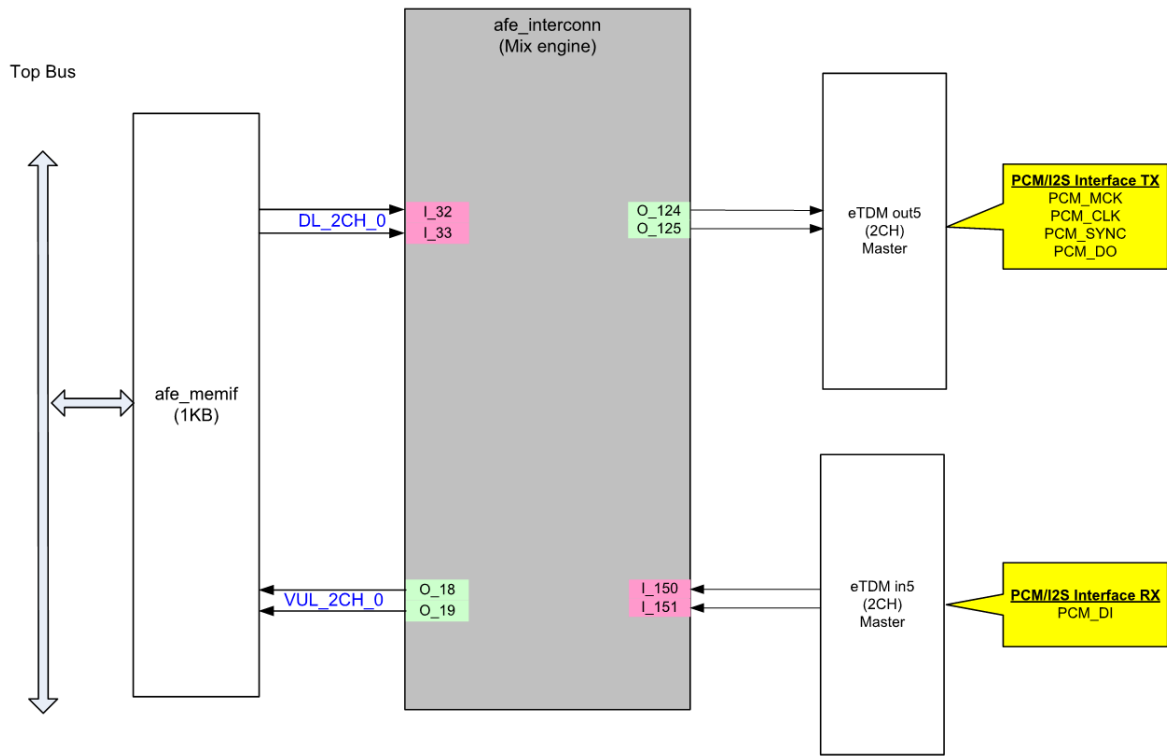 afe_interconn
(Mix engine)
Top Bus
afe_memif
(1KB)
DL_2CH_0
I_32
I_33
O_124
O_125
eTDM out5
(2CH)
Master
PCM/I2S Interface TX
PCM_MCK
PCM_CLK
PCM_SYNC
PCM_DO
VUL_2CH_0
O_18
O_19
I_150
I_151
eTDM in5
(2CH)
Master
PCM/I2S Interface RX
PCM_DI